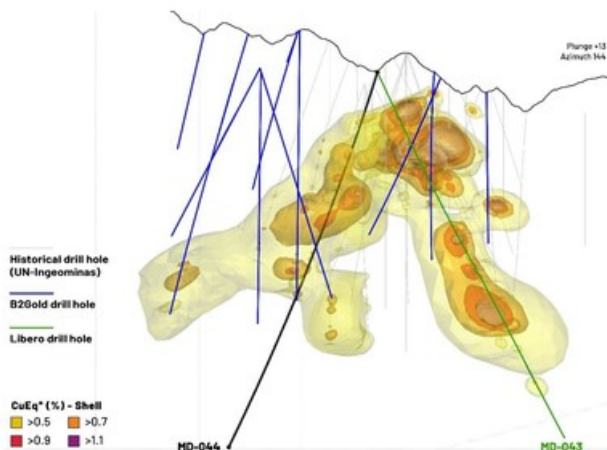 Plunge +13
Azimuth 144
Historical drill hole
(UN-Ingeominas)
B2Gold drill hole
Libero drill hole
CuEq* (%) - Shell
>0.5 >0.7
>0.9 >1.1
MD-044
MD-043